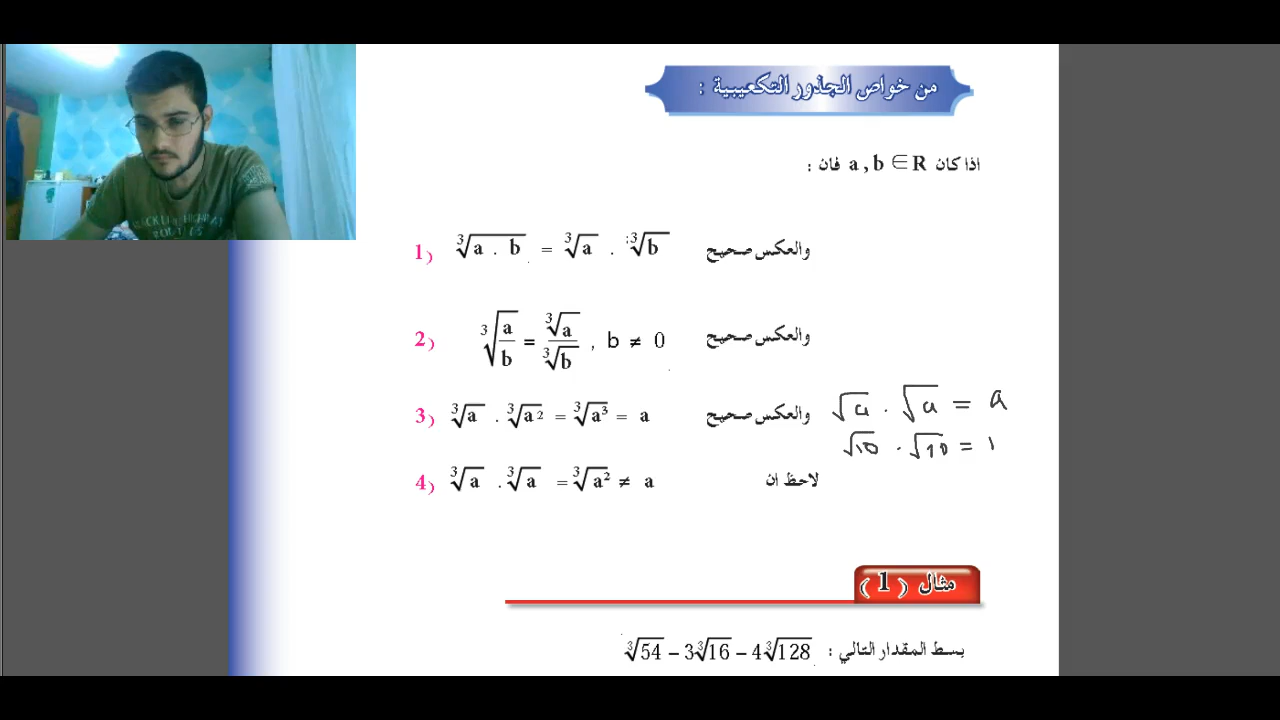 من خواص الجذور التكعيبية :
اذا كان a , b ∈ R فان :
1) ∛(a . b) = ∛a . ∛b والعكس صحيح
2) ∛(a/b) = ∛a/∛b , b ≠ 0 والعكس صحيح
3) ∛a . ∛a² = ∛a³ = a والعكس صحيح
√a . √a = a
√10 . √10 = 1
4) ∛a . ∛a = ∛a² ≠ a لاحظ ان
مثال ( 1 )
بسط المقدار التالي : ∛54 – 3∛16 – 4∛128